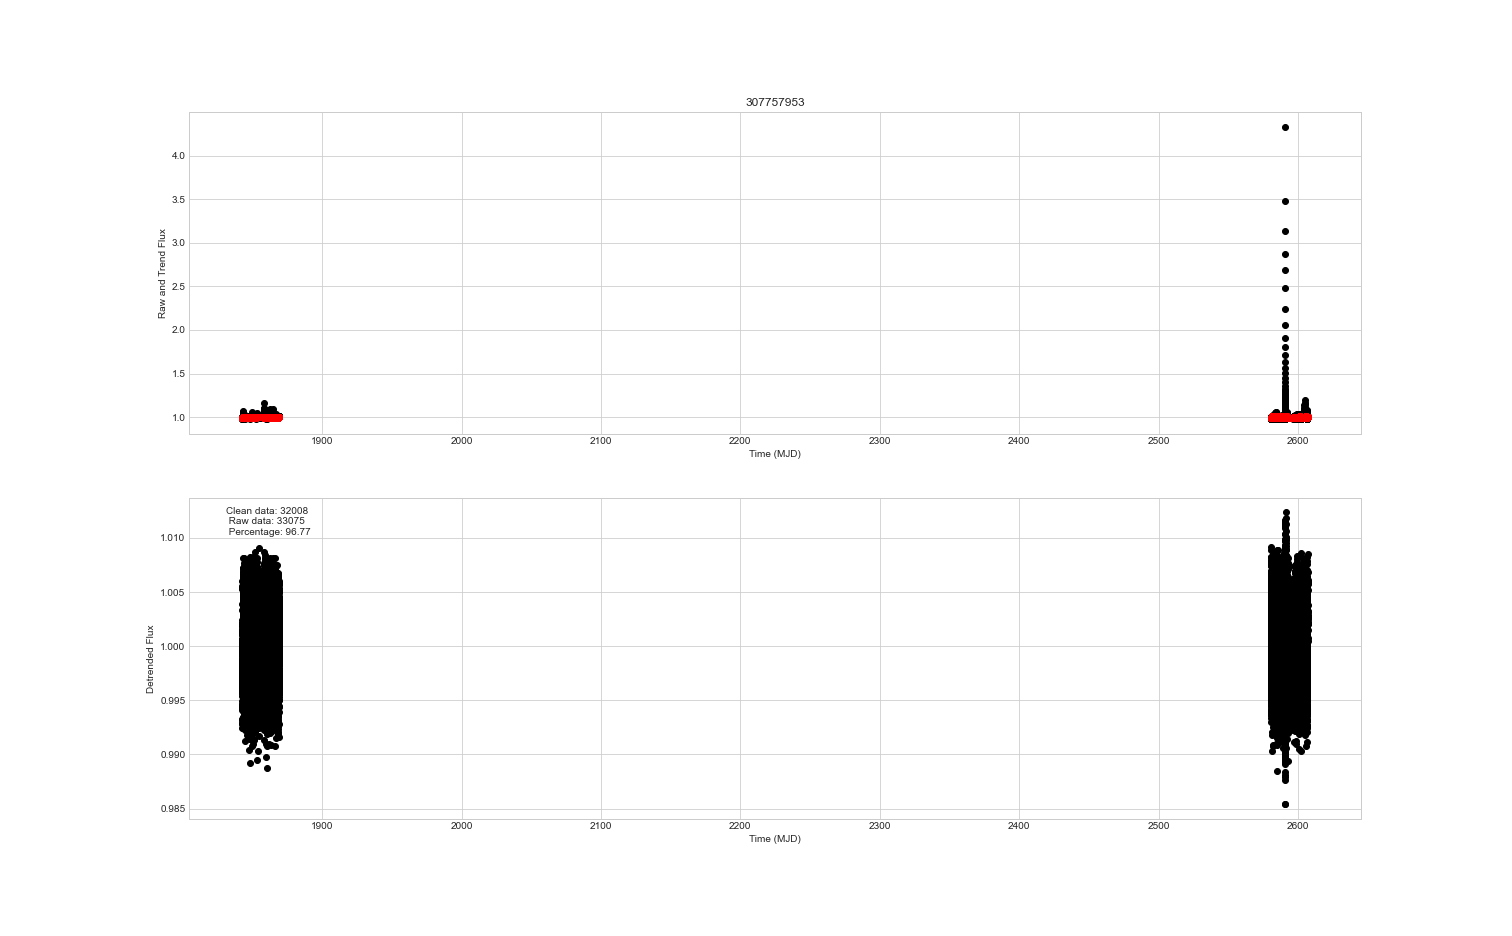 307757953
4.0
3.5
3.0
2.5
2.0
1.5
1.0
Raw and Trend Flux
1900 2000 2100 2200 2300 2400 2500 2600
Time (MJD)
Clean data: 32008
Raw data: 33075
Percentage: 96.77
1.010
1.005
1.000
0.995
0.990
0.985
Detrended Flux
1900 2000 2100 2200 2300 2400 2500 2600
Time (MJD)